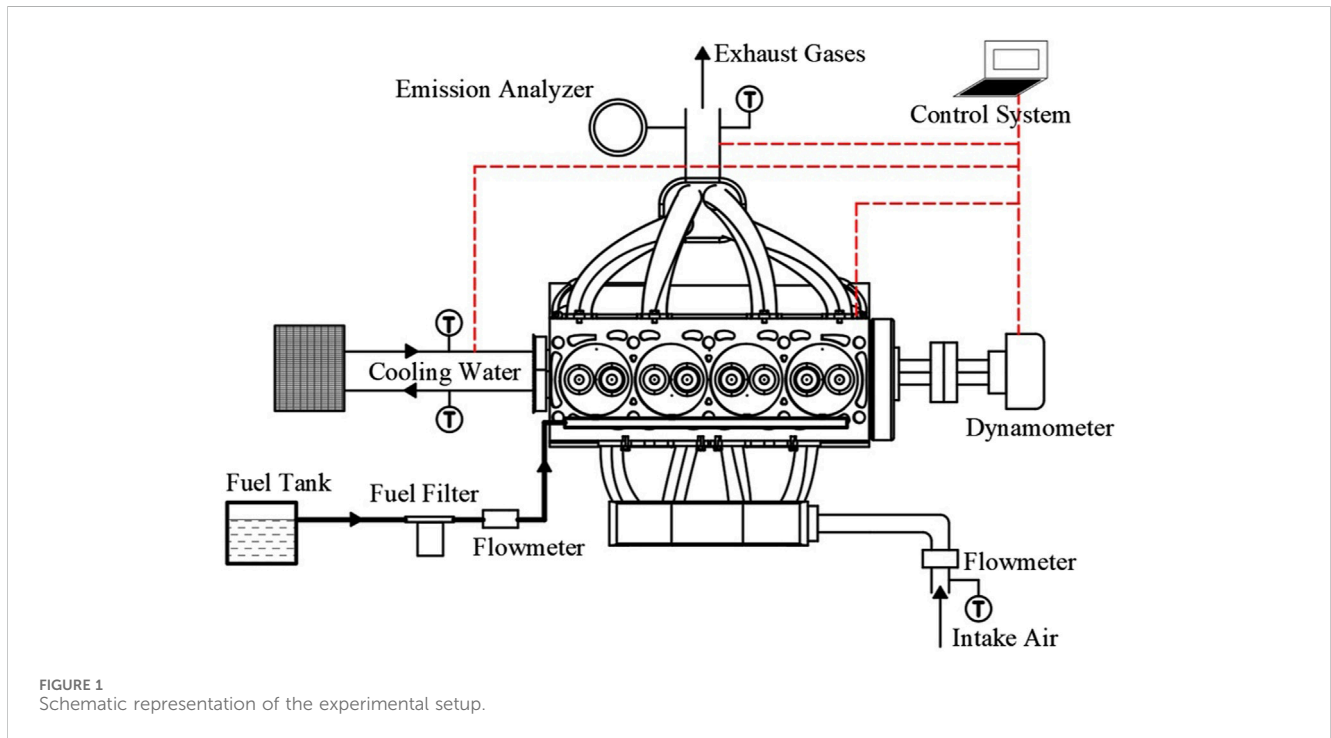 Exhaust Gases
Emission Analyzer
T
Control System
T
Cooling Water
T
Dynamometer
Fuel Tank
Fuel Filter
Flowmeter
Flowmeter
T
Intake Air
FIGURE 1
Schematic representation of the experimental setup.